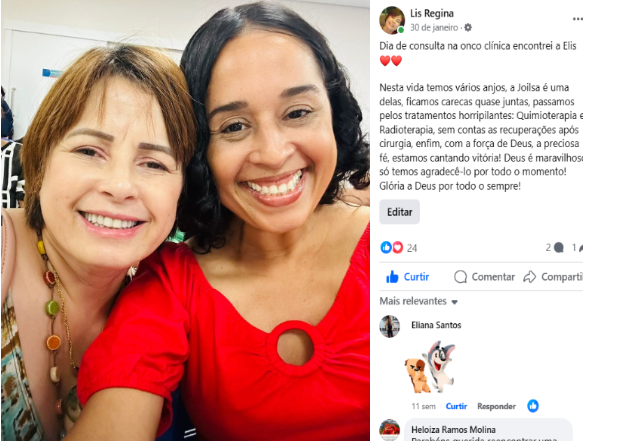 Lis Regina
30 de janeiro ·
Dia de consulta na onco clínica encontrei a Elis
Nesta vida temos vários anjos, a Joilsa é uma
delas, ficamos carecas quase juntas, passamos
pelos tratamentos horripilantes: Quimioterapia e
Radioterapia, sem contas as recuperações após
cirurgia, enfim, com a força de Deus, a preciosa
fé, estamos cantando vitória! Deus é maravilhoso
só temos agradecê-lo por todo o momento!
Glória a Deus por todo o sempre!
Editar
24 2 1
Curtir Comentar Comparti
Mais relevantes
Eliana Santos
11 sem Curtir Responder
Heloiza Ramos Molina
Parabéns querida reencontrar uma